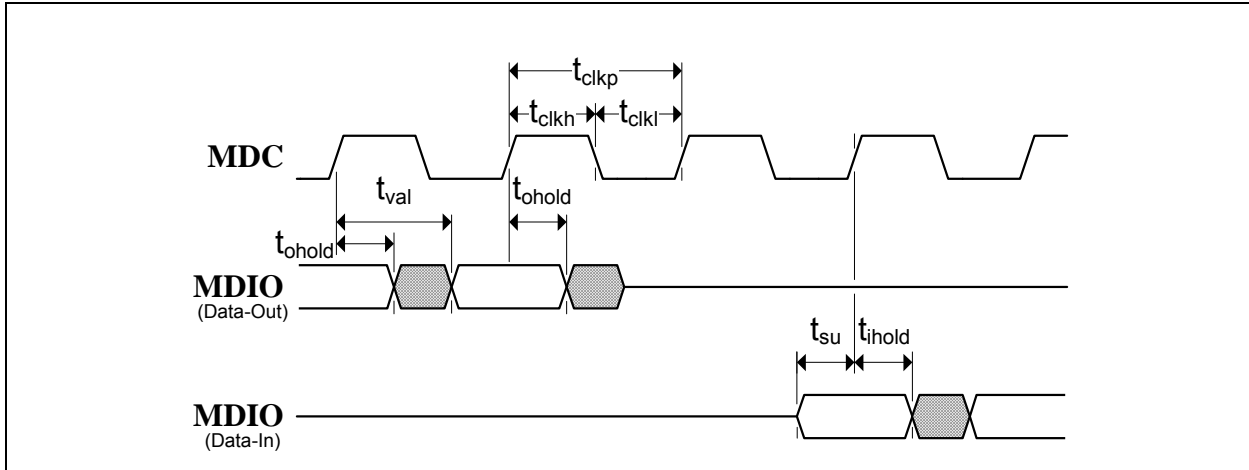 tclkp
tclkh tclkl
MDC
tval
tohold
tohold
MDIO
(Data-Out)
tsu tihold
MDIO
(Data-In)